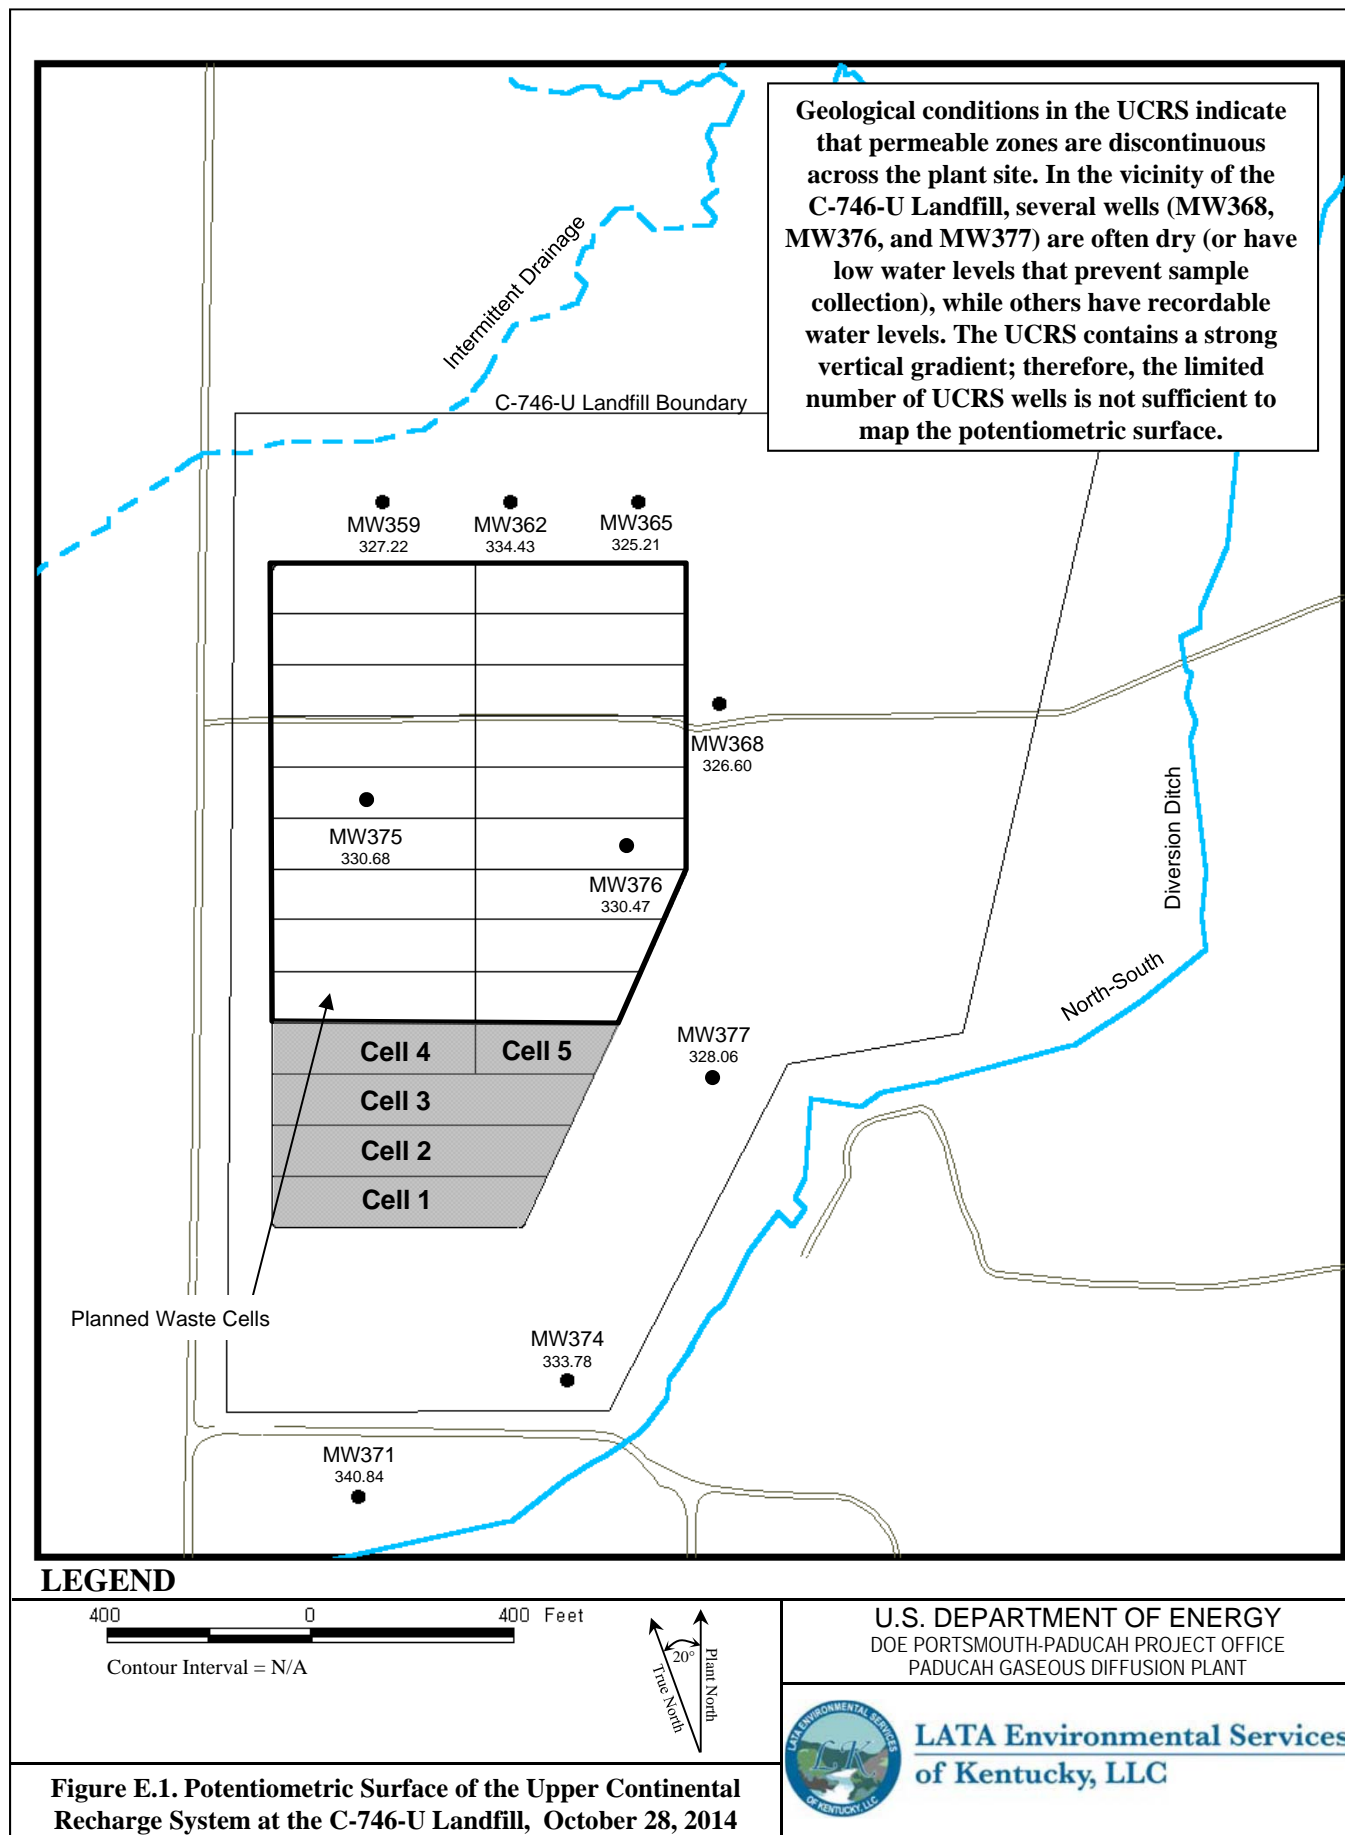 Geological conditions in the UCRS indicate
that permeable zones are discontinuous
across the plant site. In the vicinity of the
C-746-U Landfill, several wells (MW368,
MW376, and MW377) are often dry (or have
low water levels that prevent sample
collection), while others have recordable
water levels. The UCRS contains a strong
vertical gradient; therefore, the limited
number of UCRS wells is not sufficient to
map the potentiometric surface.
Intermittent Drainage
C-746-U Landfill Boundary
MW359
327.22
MW362
334.43
MW365
325.21
MW368
326.60
MW375
330.68
MW376
330.47
Diversion Ditch
North-South
MW377
328.06
Cell 4
Cell 5
Cell 3
Cell 2
Cell 1
Planned Waste Cells
MW374
333.78
MW371
340.84
LEGEND
400 0 400 Feet
Contour Interval = N/A
20°
True North
Plant North
U.S. DEPARTMENT OF ENERGY
DOE PORTSMOUTH-PADUCAH PROJECT OFFICE
PADUCAH GASEOUS DIFFUSION PLANT
LATA ENVIRONMENTAL SERVICES
LK
OF KENTUCKY, LLC
LATA Environmental Services
of Kentucky, LLC
Figure E.1. Potentiometric Surface of the Upper Continental
Recharge System at the C-746-U Landfill, October 28, 2014